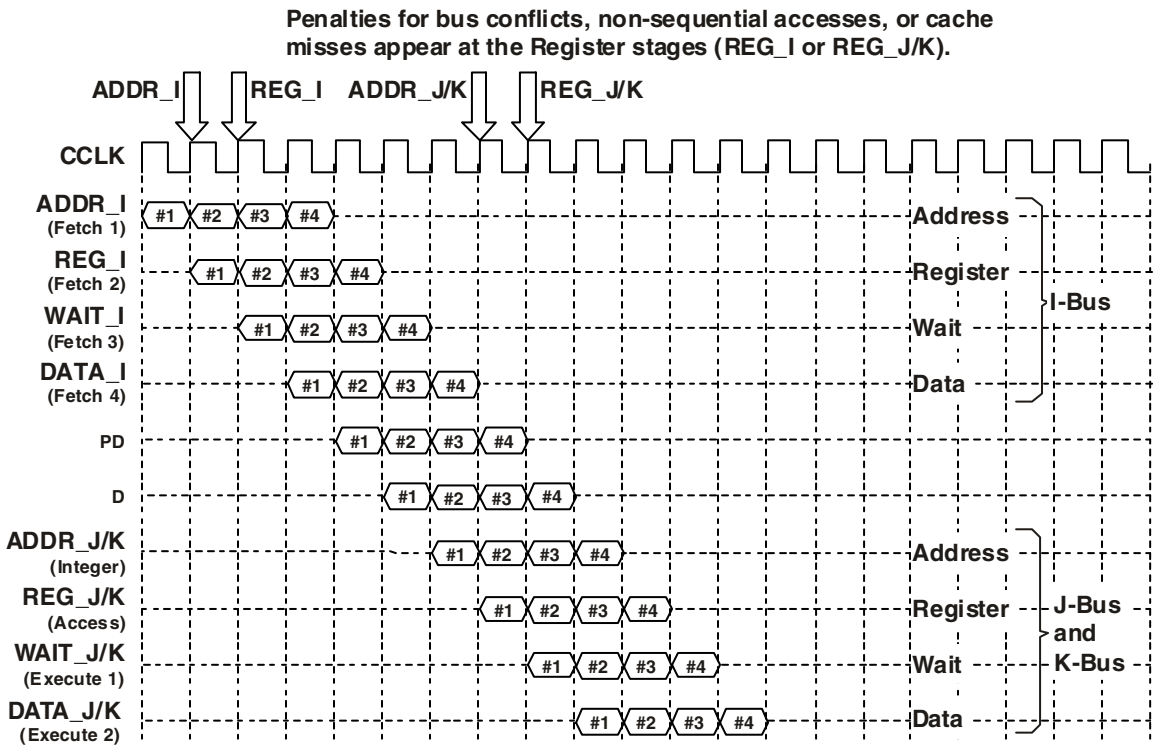 Penalties for bus conflicts, non-sequential accesses, or cache
misses appear at the Register stages (REG_I or REG_J/K).
ADDR_I REG_I ADDR_J/K REG_J/K
CCLK
ADDR_I
(Fetch 1)
#1 #2 #3 #4
Address
REG_I
(Fetch 2)
#1 #2 #3 #4
Register
WAIT_I
(Fetch 3)
#1 #2 #3 #4
Wait
DATA_I
(Fetch 4)
#1 #2 #3 #4
Data
I-Bus
PD
#1 #2 #3 #4
D
#1 #2 #3 #4
ADDR_J/K
(Integer)
#1 #2 #3 #4
Address
REG_J/K
(Access)
#1 #2 #3 #4
Register
WAIT_J/K
(Execute 1)
#1 #2 #3 #4
Wait
DATA_J/K
(Execute 2)
#1 #2 #3 #4
Data
J-Bus
and
K-Bus